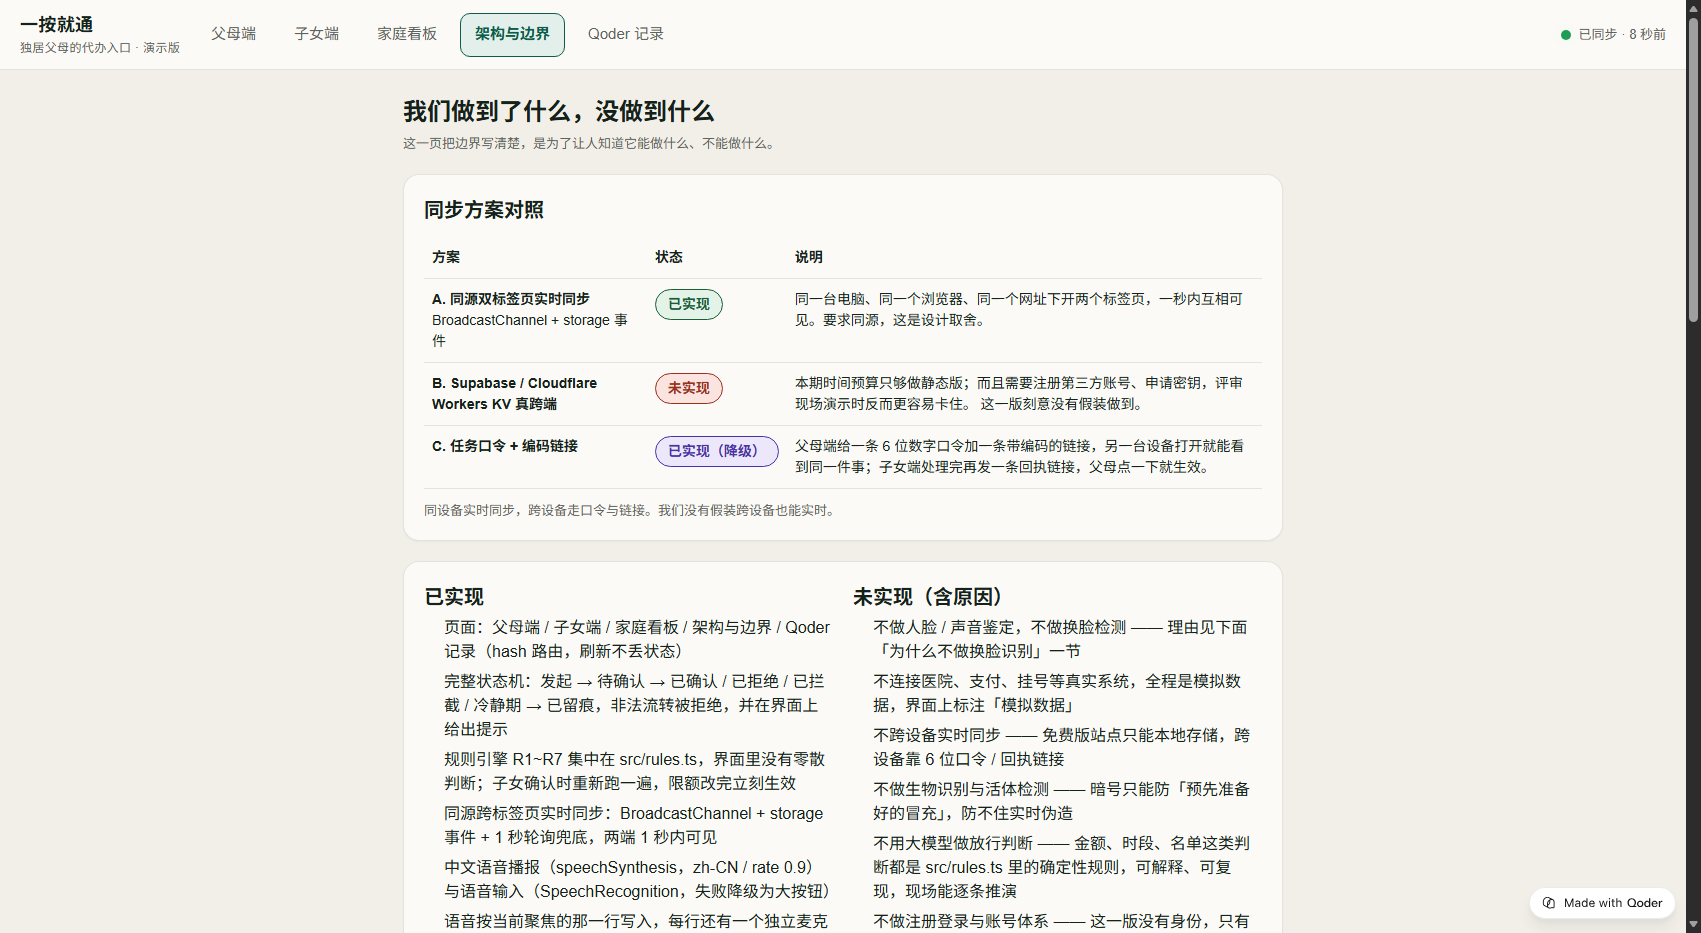 一按就通
独居父母的代办入口 · 演示版
父母端
子女端
家庭看板
架构与边界
Qoder 记录
已同步 · 8 秒前
我们做到了什么，没做到什么
这一页把边界写清楚，是为了让人知道它能做什么、不能做什么。
同步方案对照
方案
状态
说明
A. 同源双标签页实时同步
BroadcastChannel + storage 事
件
已实现
同一台电脑、同一个浏览器、同一个网址下开两个标签页，一秒内互相可
见。要求同源，这是设计取舍。
B. Supabase / Cloudflare
Workers KV 真跨端
未实现
本期时间预算只够做静态版；而且需要注册第三方账号、申请密钥，评审
现场演示时反而更容易卡住。 这一版刻意没有假装做到。
C. 任务口令 + 编码链接
已实现（降级）
父母端给一条 6 位数字口令加一条带编码的链接，另一台设备打开就能看
到同一件事；子女端处理完再发一条回执链接，父母点一下就生效。
同设备实时同步，跨设备走口令与链接。我们没有假装跨设备也能实时。
已实现
页面：父母端 / 子女端 / 家庭看板 / 架构与边界 / Qoder
记录（hash 路由，刷新不丢状态）
完整状态机：发起 → 待确认 → 已确认 / 已拒绝 / 已拦
截 / 冷静期 → 已留痕，非法流转被拒绝，并在界面上
给出提示
规则引擎 R1~R7 集中在 src/rules.ts，界面里没有零散
判断；子女确认时重新跑一遍，限额改完立刻生效
同源跨标签页实时同步：BroadcastChannel + storage
事件 + 1 秒轮询兜底，两端 1 秒内可见
中文语音播报（speechSynthesis，zh-CN / rate 0.9）
与语音输入（SpeechRecognition，失败降级为大按钮）
语音按当前聚焦的那一行写入，每行还有一个独立麦克
未实现（含原因）
不做人脸 / 声音鉴定，不做换脸检测 —— 理由见下面
「为什么不做换脸识别」一节
不连接医院、支付、挂号等真实系统，全程是模拟数
据，界面上标注「模拟数据」
不跨设备实时同步 —— 免费版站点只能本地存储，跨
设备靠 6 位口令 / 回执链接
不做生物识别与活体检测 —— 暗号只能防「预先准备
好的冒充」，防不住实时伪造
不用大模型做放行判断 —— 金额、时段、名单这类判
断都是 src/rules.ts 里的确定性规则，可解释、可复
现，现场能逐条推演
不做注册登录与账号体系 —— 这一版没有身份，只有
Made with Qoder